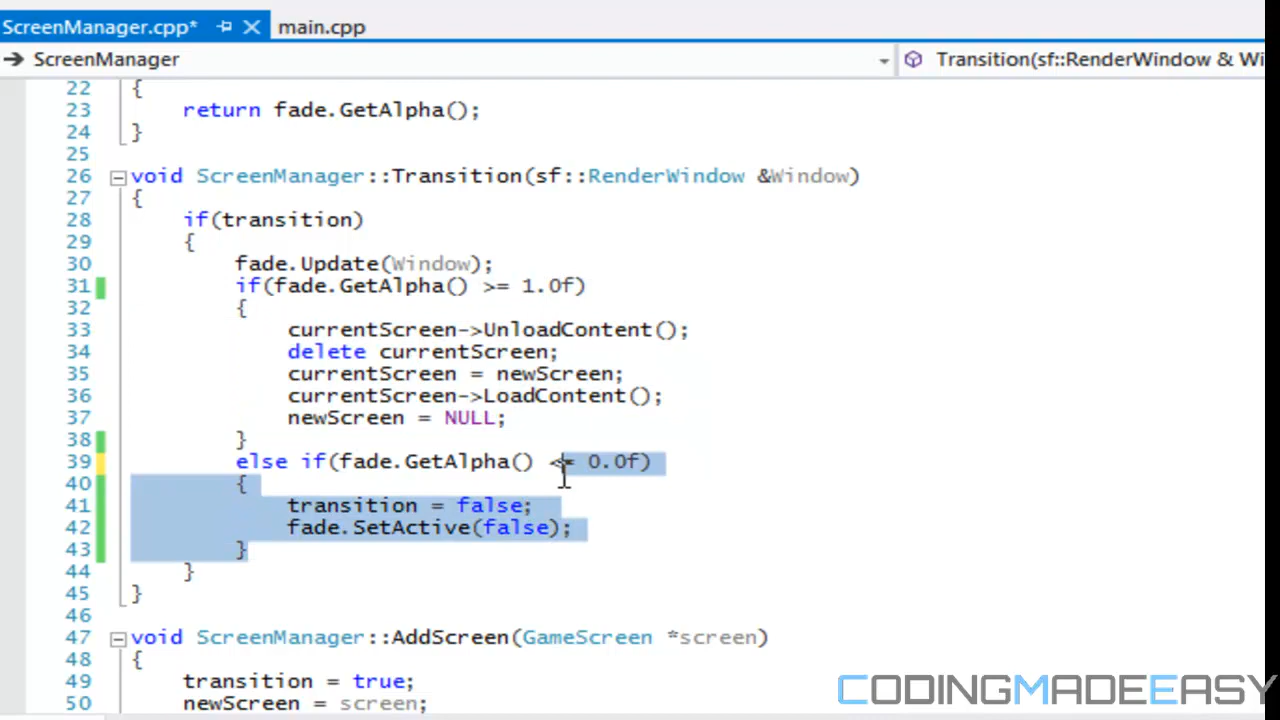 ScreenManager.cpp* main.cpp
ScreenManager Transition(sf::RenderWindow & Wi
22 {
23 return fade.GetAlpha();
24 }
25
26 void ScreenManager::Transition(sf::RenderWindow &Window)
27 {
28 if(transition)
29 {
30 fade.Update(Window);
31 if(fade.GetAlpha() >= 1.0f)
32 {
33 currentScreen->UnloadContent();
34 delete currentScreen;
35 currentScreen = newScreen;
36 currentScreen->LoadContent();
37 newScreen = NULL;
38 }
39 else if(fade.GetAlpha() <= 0.0f)
40 {
41 transition = false;
42 fade.SetActive(false);
43 }
44 }
45 }
46
47 void ScreenManager::AddScreen(GameScreen *screen)
48 {
49 transition = true;
50 newScreen = screen;
CODINGMADEEASY